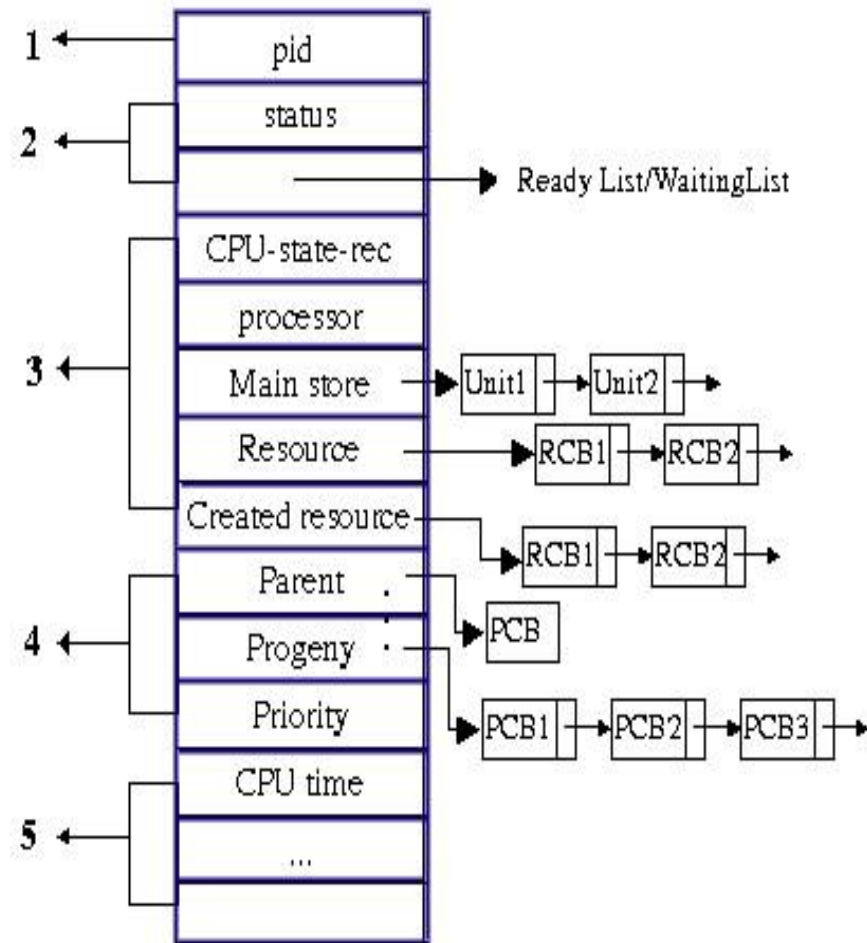 1
pid
status
2
Ready List/WaitingList
CPU-state-rec
processor
3
Main store
Unit1
Unit2
Resource
RCB1
RCB2
Created resource
RCB1
RCB2
Parent
PCB
4
Progeny
Priority
PCB1
PCB2
PCB3
CPU time
5
...